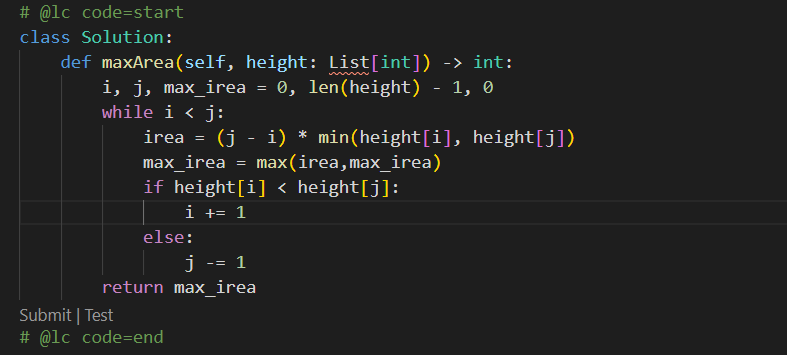 # @lc code=start
class Solution:
    def maxArea(self, height: List[int]) -> int:
        i, j, max_irea = 0, len(height) - 1, 0
        while i < j:
            irea = (j - i) * min(height[i], height[j])
            max_irea = max(irea,max_irea)
            if height[i] < height[j]:
                i += 1
            else:
                j -= 1
        return max_irea
Submit | Test
# @lc code=end